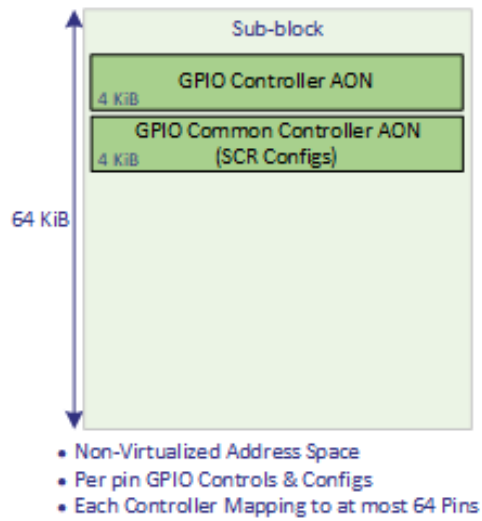 Sub-block
GPIO Controller AON
4 KiB
GPIO Common Controller AON
(SCR Configs)
4 KiB
64 KiB
• Non-Virtualized Address Space
• Per pin GPIO Controls & Configs
• Each Controller Mapping to at most 64 Pins